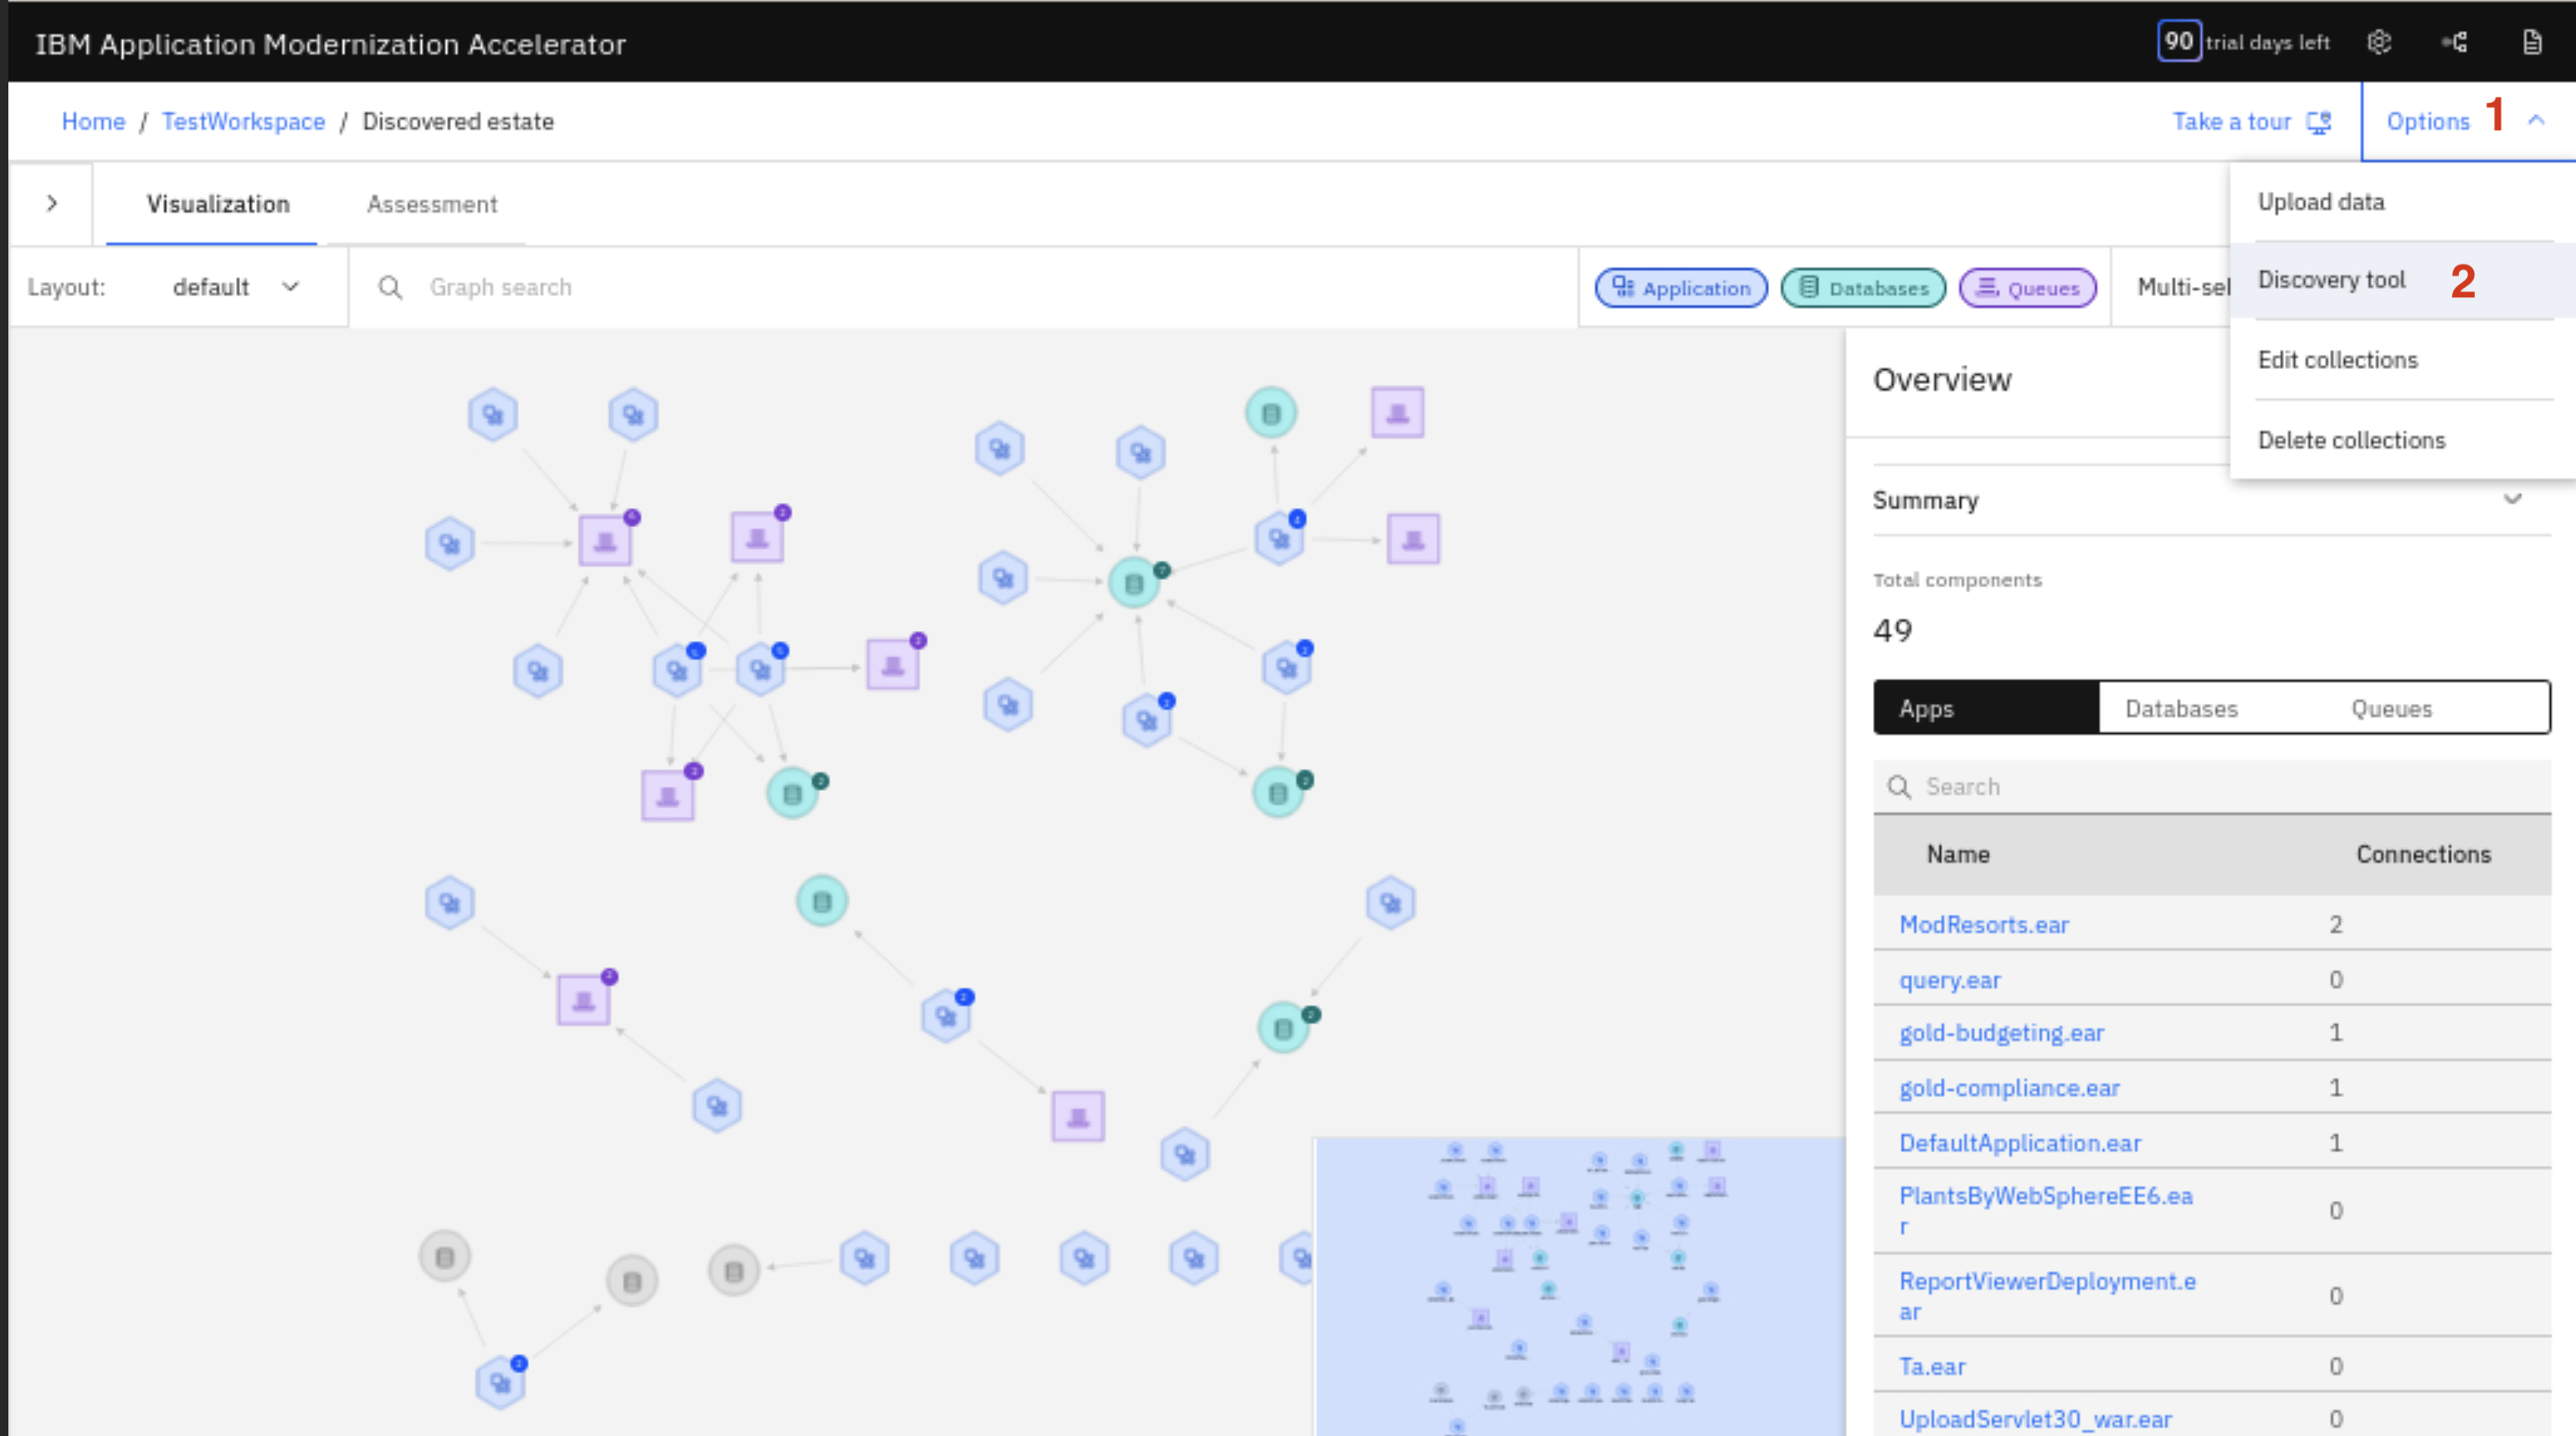 IBM Application Modernization Accelerator
90 trial days left
Home / TestWorkspace / Discovered estate
Take a tour
Options 1
Upload data
Discovery tool 2
Edit collections
Delete collections
Visualization
Assessment
Layout: default
Graph search
Application
Databases
Queues
Multi-sel
Overview
Summary
Total components
49
Apps
Databases
Queues
Search
Name Connections
ModResorts.ear 2
query.ear 0
gold-budgeting.ear 1
gold-compliance.ear 1
DefaultApplication.ear 1
PlantsByWebSphereEE6.ea
r
0
ReportViewerDeployment.e
ar
0
Ta.ear 0
UploadServlet30_war.ear 0